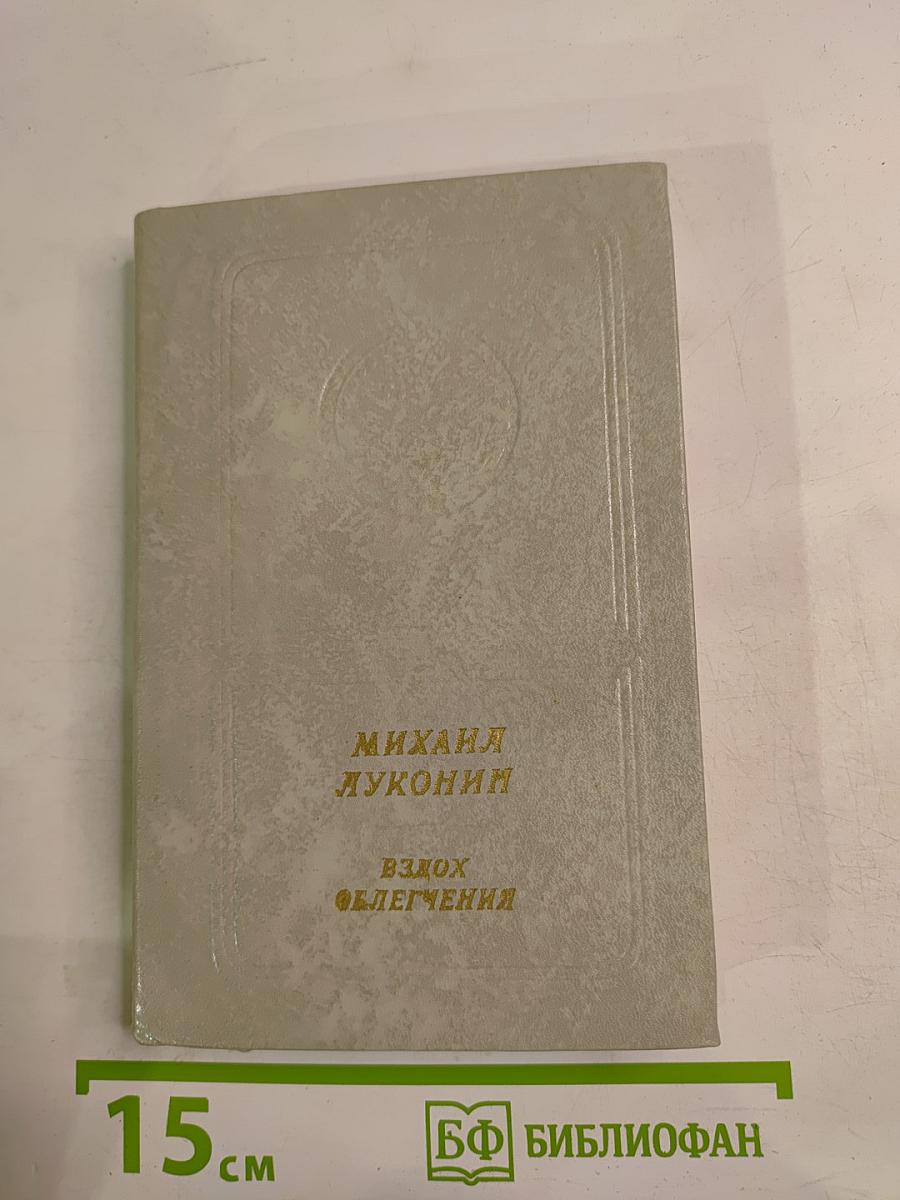 МИХАИЛ
ЛУКОНИН
ВЗДОХ
ОБЛЕГЧЕНИЯ
15 см
БФ БИБЛИОФАН